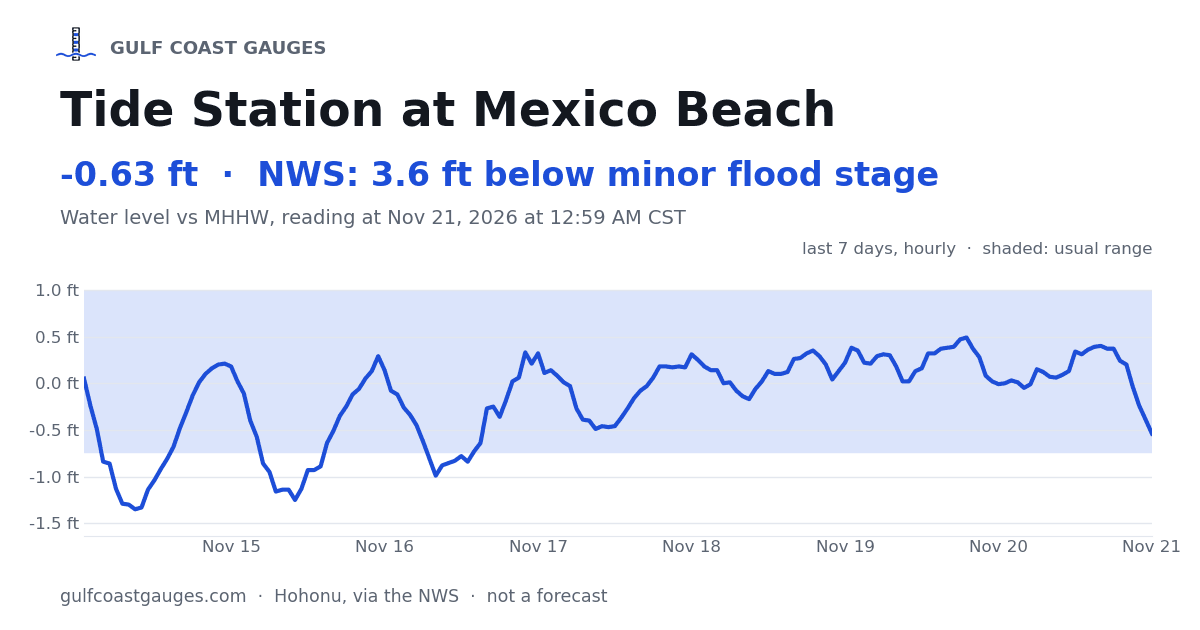 GULF COAST GAUGES
Tide Station at Mexico Beach
-0.63 ft · NWS: 3.6 ft below minor flood stage
Water level vs MHHW, reading at Nov 21, 2026 at 12:59 AM CST
last 7 days, hourly · shaded: usual range
1.0 ft
0.5 ft
0.0 ft
-0.5 ft
-1.0 ft
-1.5 ft
Nov 15 Nov 16 Nov 17 Nov 18 Nov 19 Nov 20 Nov 21
gulfcoastgauges.com · Hohonu, via the NWS · not a forecast